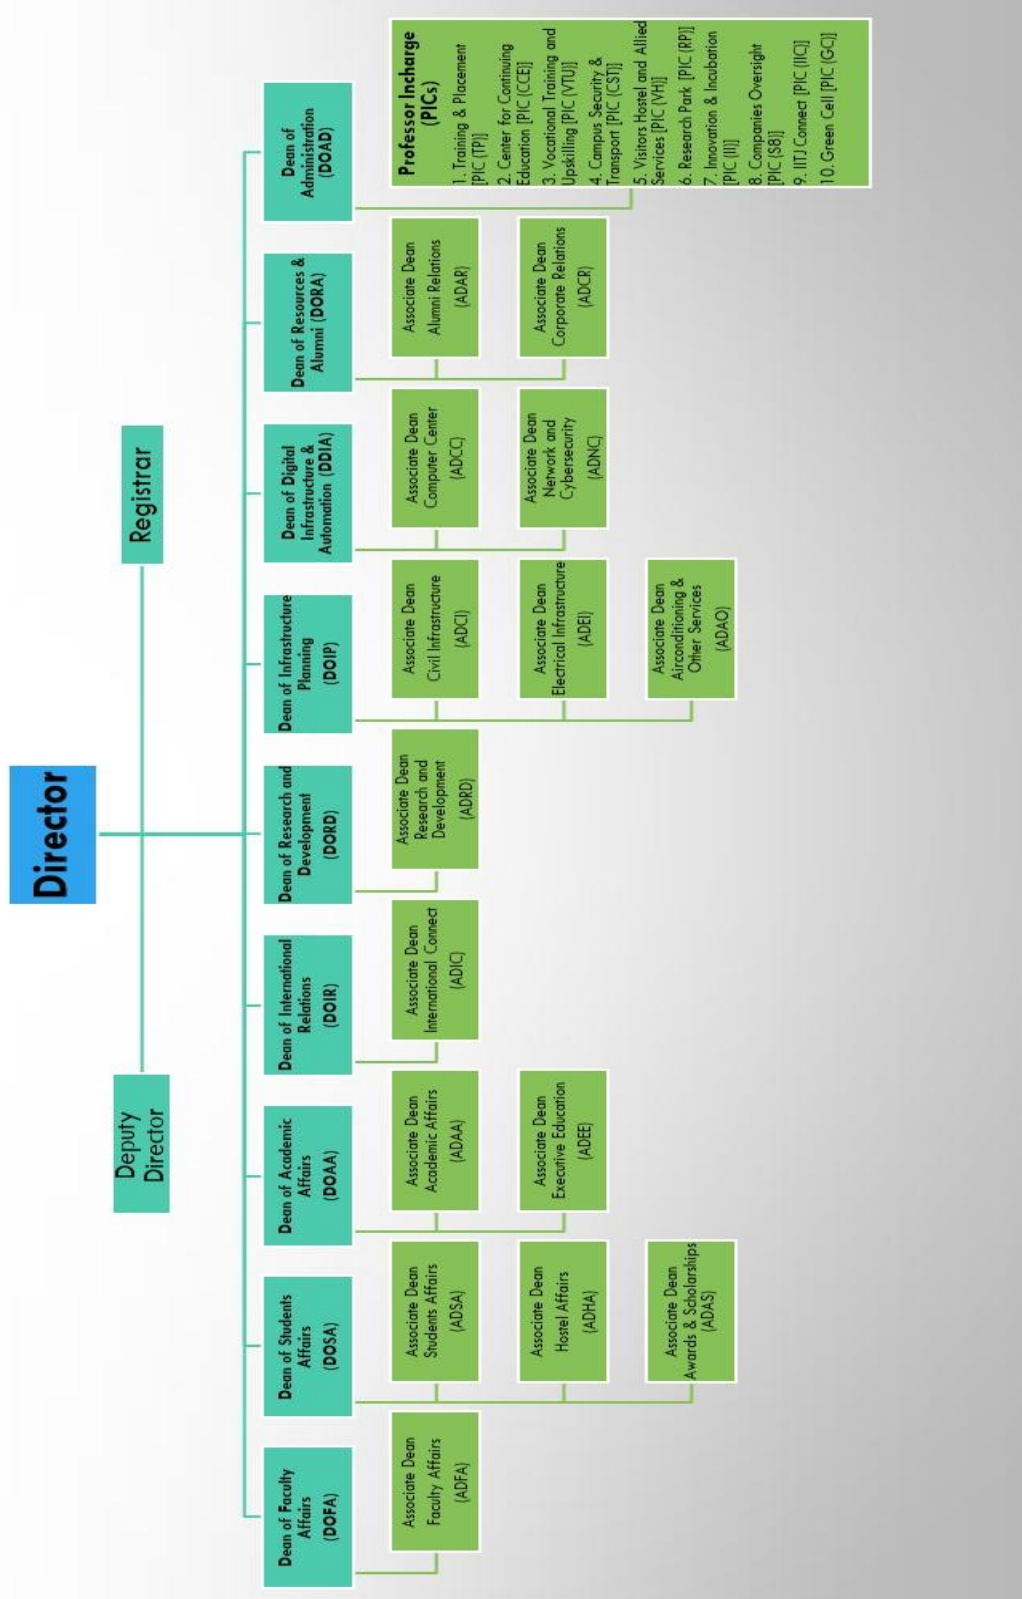 Director
Deputy
Director
Registrar
Dean of Faculty
Affairs
(DOFA)
Associate Dean
Faculty Affairs
(ADFA)
Dean of Students
Affairs
(DOSA)
Associate Dean
Students Affairs
(ADSA)
Associate Dean
Hostel Affairs
(ADHA)
Associate Dean
Awards & Scholarships
(ADAS)
Dean of Academic
Affairs
(DOAA)
Associate Dean
Academic Affairs
(ADAA)
Associate Dean
Executive Education
(ADEE)
Dean of International
Relations
(DOIR)
Associate Dean
International Connect
(ADIC)
Dean of Research and
Development
(DORD)
Associate Dean
Research and
Development
(ADRD)
Dean of Infrastructure
Planning
(DOIP)
Associate Dean
Civil Infrastructure
(ADCI)
Associate Dean
Electrical Infrastructure
(ADEI)
Associate Dean
Airconditioning &
Other Services
(ADAO)
Dean of Digital
Infrastructure &
Automation (DDIA)
Associate Dean
Computer Center
(ADCC)
Associate Dean
Network and
Cybersecurity
(ADNC)
Dean of Resources &
Alumni (DORA)
Associate Dean
Alumni Relations
(ADAR)
Associate Dean
Corporate Relations
(ADCR)
Dean of
Administration
(DOAD)
Professor Incharge
(PICs)
1. Training & Placement
[PIC (TP)]
2. Center for Continuing
Education [PIC (CCE)]
3. Vocational Training and
Upskilling [PIC (VTU)]
4. Campus Security &
Transport [PIC (CST)]
5. Visitors Hostel and Allied
Services [PIC (VH)]
6. Research Park [PIC (RP)]
7. Innovation & Incubation
[PIC (III)]
8. Companies Oversight
[PIC (S8)]
9. IITJ Connect [PIC (IIC)]
10. Green Cell [PIC (GC)]